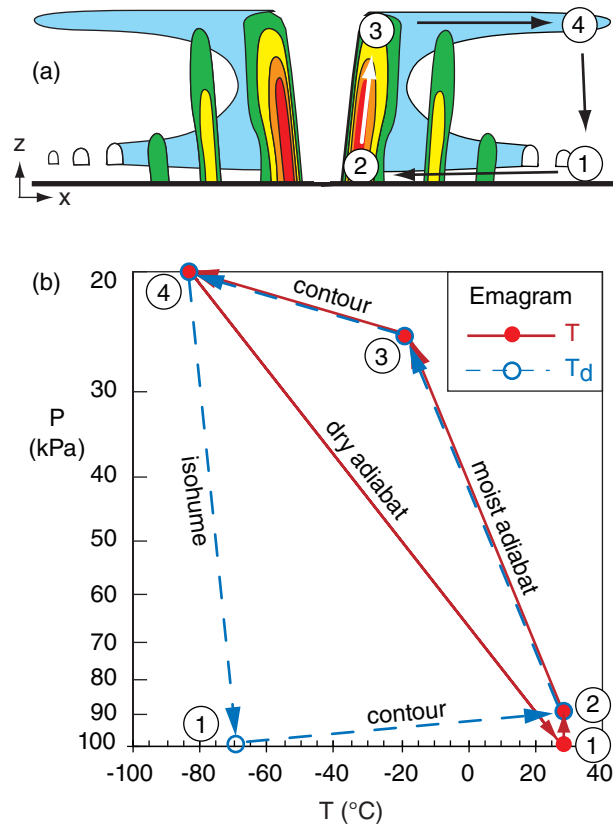 (a)
3
4
z
x
2
1
(b)
20
30
40
50
60
70
80
90
100
P
(kPa)
Emagram
T
Td
4
contour
3
isohume
dry adiabat
moist adiabat
1
contour
2
1
-100 -80 -60 -40 -20 0 20 40
T (°C)